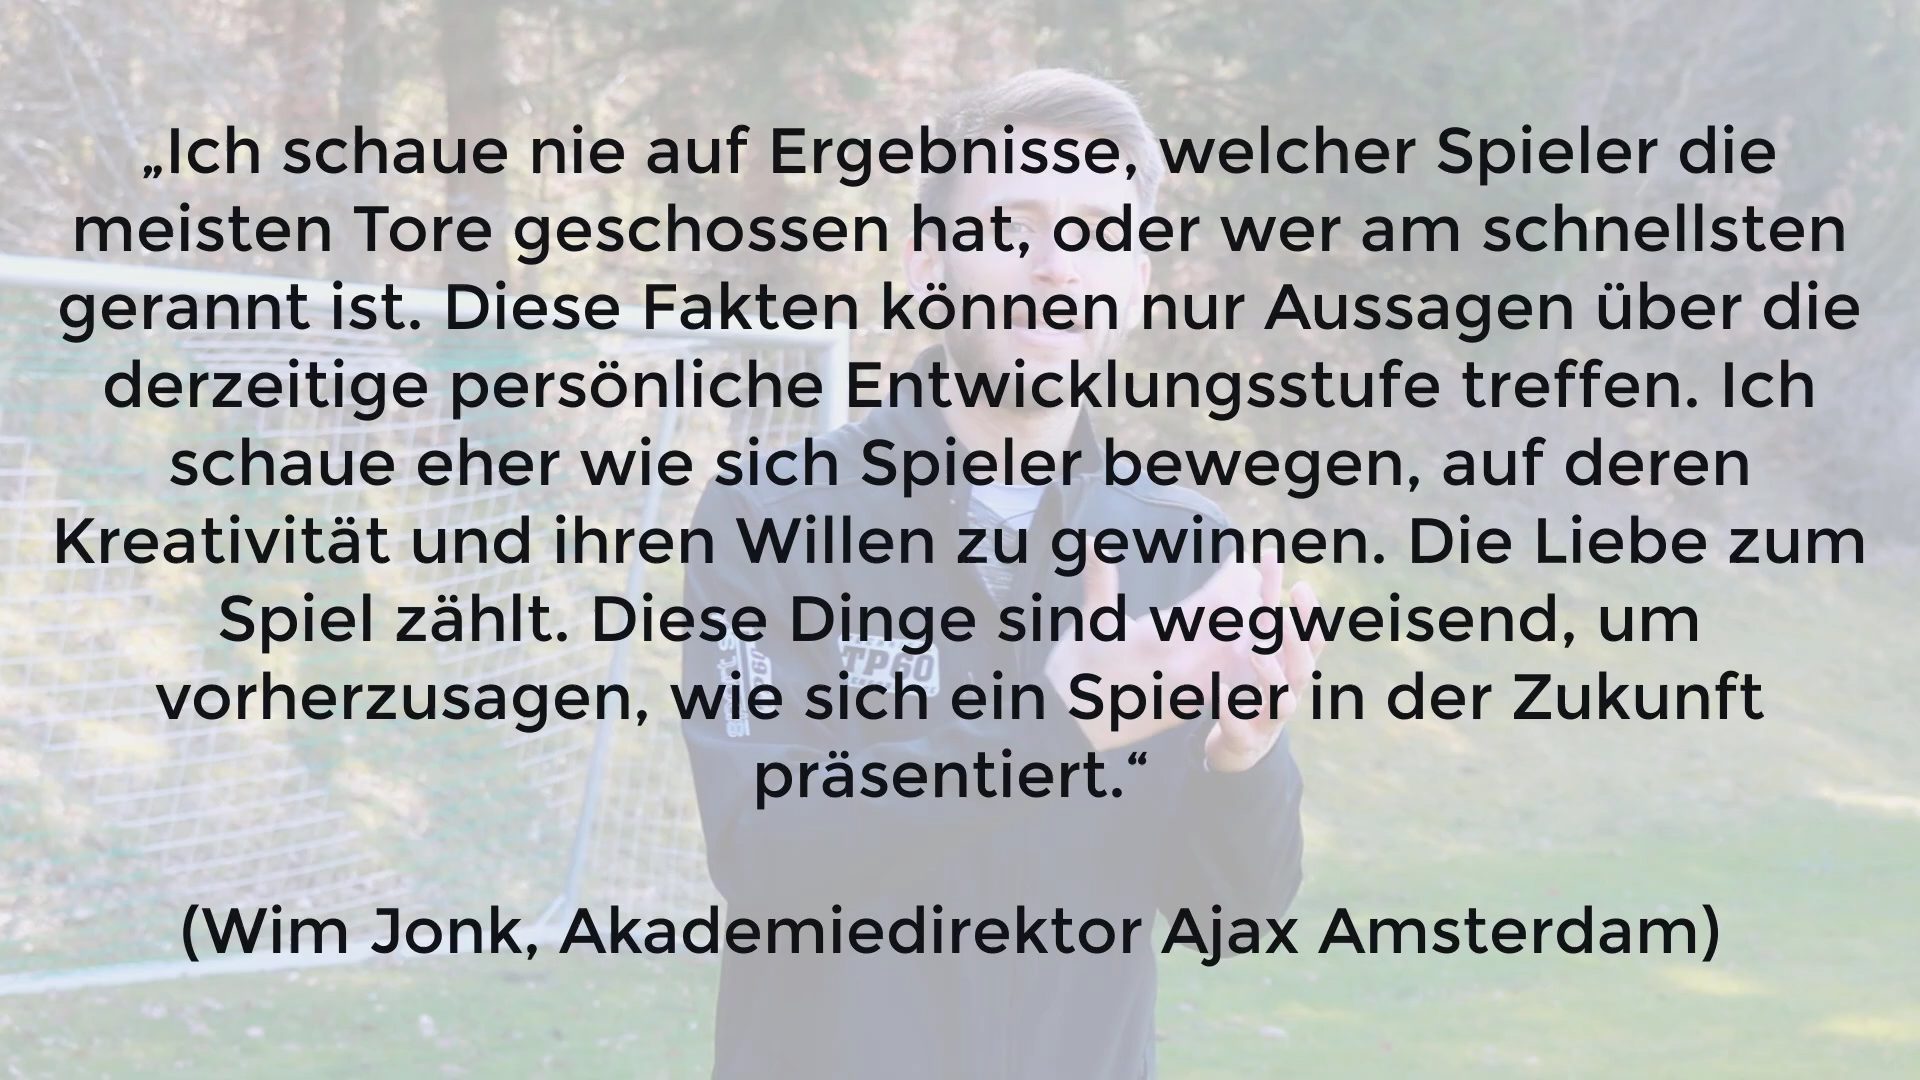 „Ich schaue nie auf Ergebnisse, welcher Spieler die
meisten Tore geschossen hat, oder wer am schnellsten
gerannt ist. Diese Fakten können nur Aussagen über die
derzeitige persönliche Entwicklungsstufe treffen. Ich
schaue eher wie sich Spieler bewegen, auf deren
Kreativität und ihren Willen zu gewinnen. Die Liebe zum
Spiel zählt. Diese Dinge sind wegweisend, um
vorherzusagen, wie sich ein Spieler in der Zukunft
präsentiert.“
(Wim Jonk, Akademiedirektor Ajax Amsterdam)
TP60